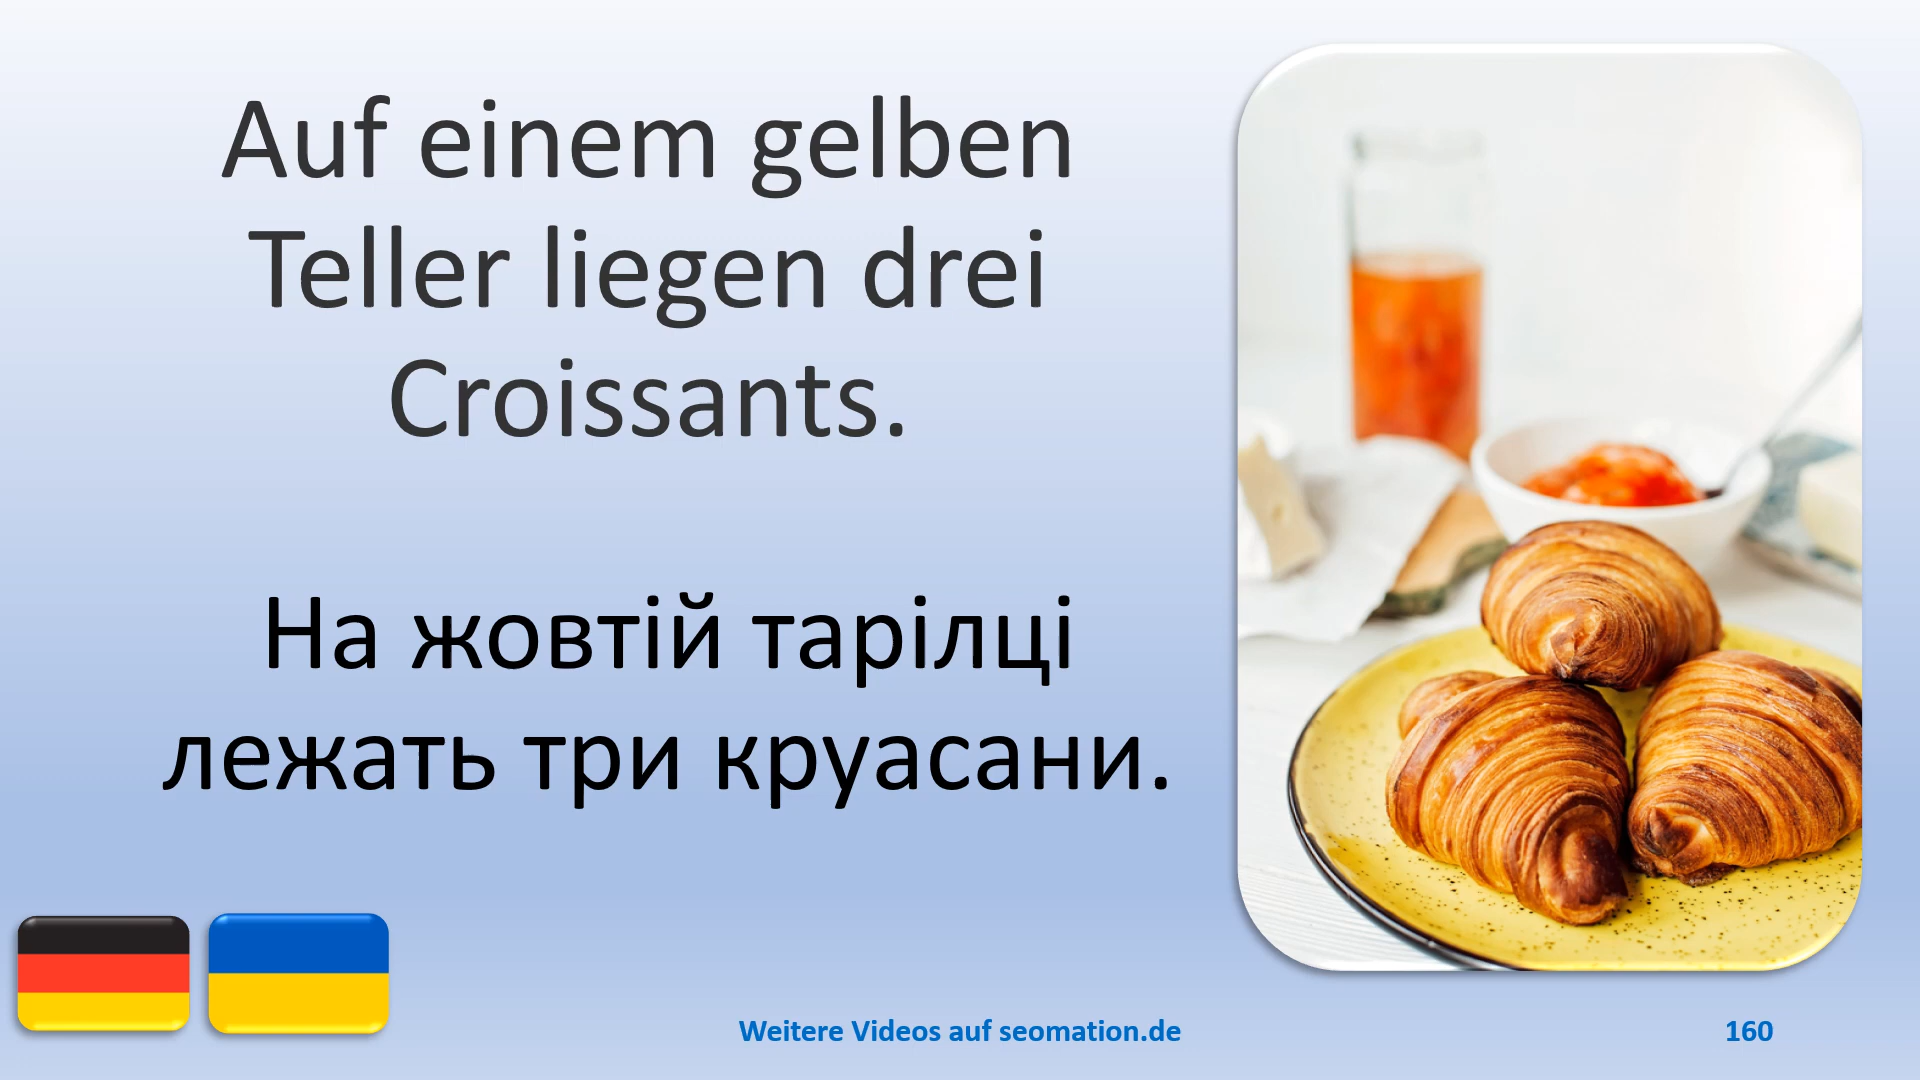 Auf einem gelben
Teller liegen drei
Croissants.
На жовтій тарілці
лежать три круасани.
Weitere Videos auf seomation.de
160